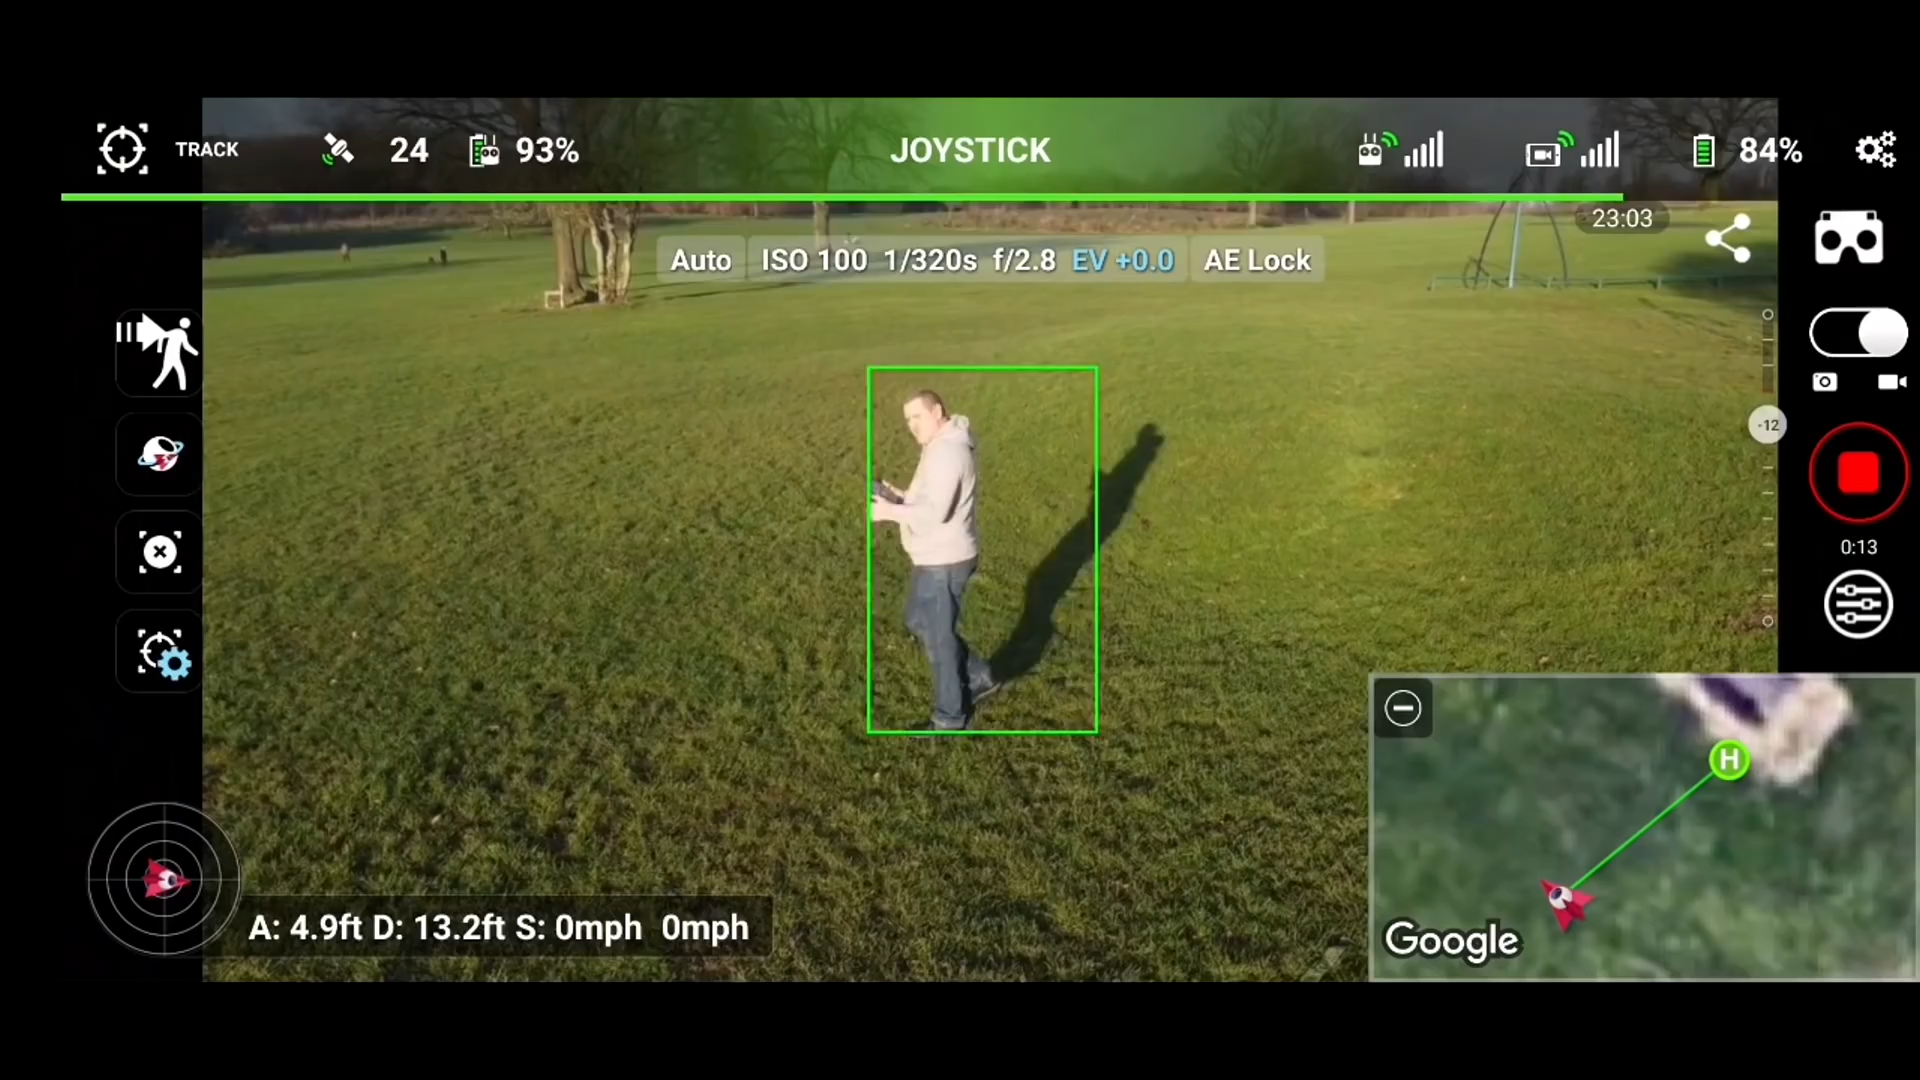 TRACK 24 93% JOYSTICK 84%
23:03
Auto ISO 100 1/320s f/2.8 EV +0.0 AE Lock
-12
0:13
H
A: 4.9ft D: 13.2ft S: 0mph 0mph
Google